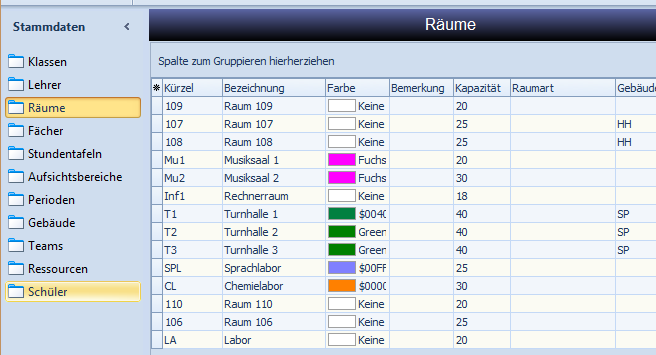 Stammdaten
Klassen
Lehrer
Räume
Fächer
Stundentafeln
Aufsichtsbereiche
Perioden
Gebäude
Teams
Ressourcen
Schüler
Räume
Spalte zum Gruppieren hierherziehen
Kürzel Bezeichnung Farbe Bemerkung Kapazität Raumart Gebäude
109 Raum 109 Keine 20
107 Raum 107 Keine 25 HH
108 Raum 108 Keine 25 HH
Mu1 Musiksaal 1 Fuchs 20
Mu2 Musiksaal 2 Fuchs 30
Inf1 Rechnerraum Keine 18
T1 Turnhalle 1 $004( 40 SP
T2 Turnhalle 2 Green 40 SP
T3 Turnhalle 3 Green 40 SP
SPL Sprachlabor $00FF 25
CL Chemielabor $0000 30
110 Raum 110 Keine 20
106 Raum 106 Keine 25
LA Labor Keine 20